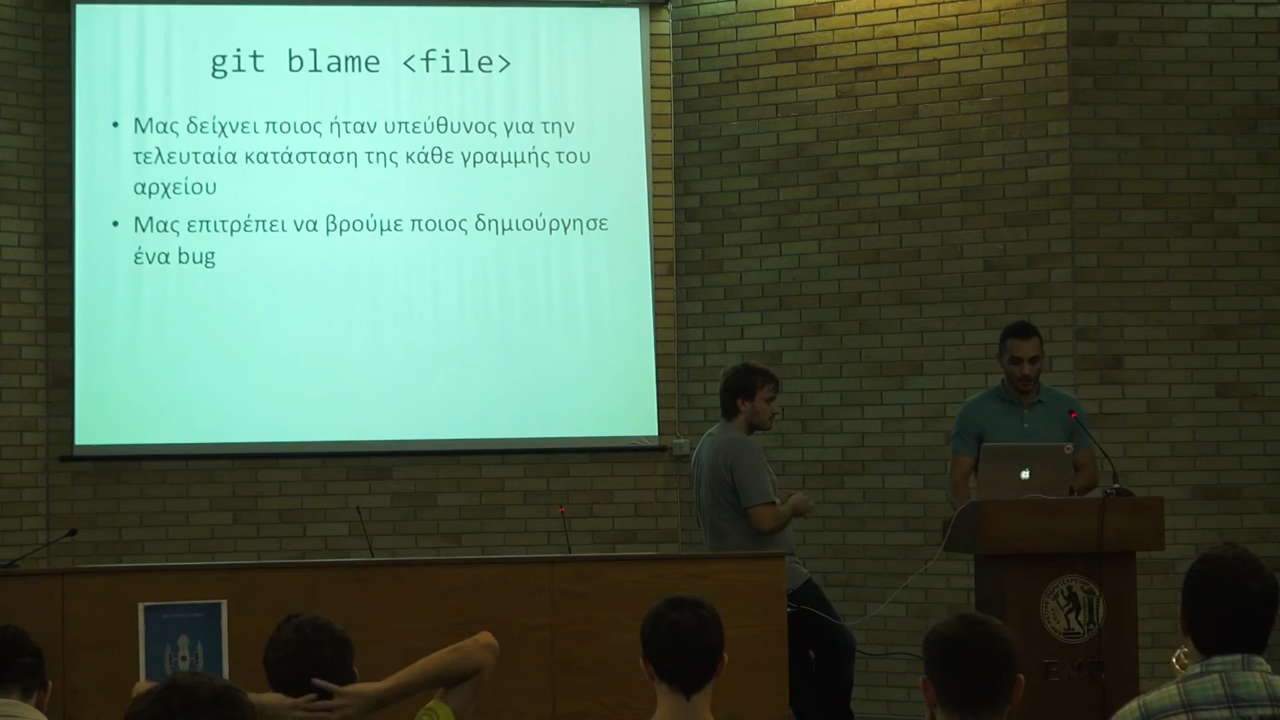 git blame <file>
• Μας δείχνει ποιος ήταν υπεύθυνος για την
τελευταία κατάσταση της κάθε γραμμής του
αρχείου
• Μας επιτρέπει να βρούμε ποιος δημιούργησε
ένα bug